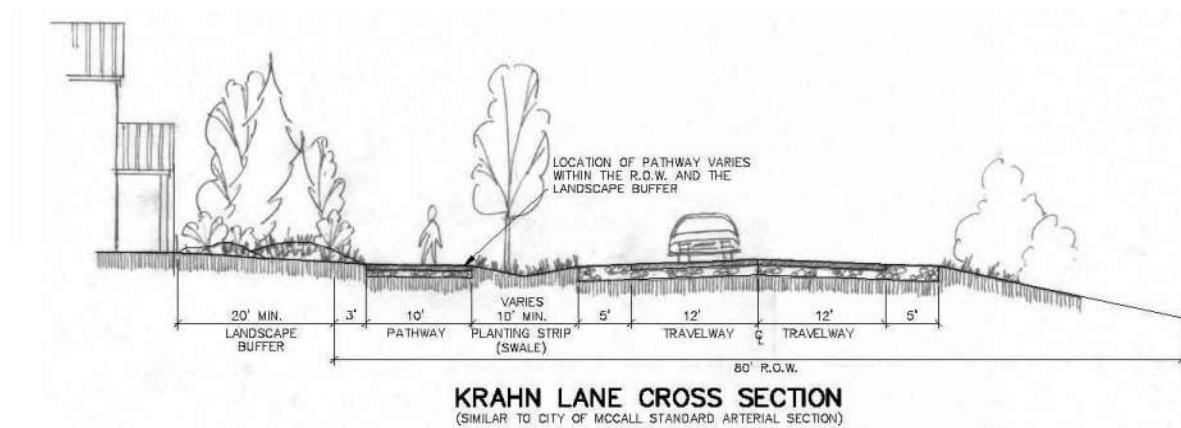 LOCATION OF PATHWAY VARIES
WITHIN THE R.O.W. AND THE
LANDSCAPE BUFFER
20' MIN.
LANDSCAPE
BUFFER
3'
10'
PATHWAY
VARIES
10' MIN.
PLANTING STRIP
(SWALE)
5'
12'
TRAVELWAY
℄
12'
TRAVELWAY
5'
80' R.O.W.
KRAHN LANE CROSS SECTION
(SIMILAR TO CITY OF MCCALL STANDARD ARTERIAL SECTION)